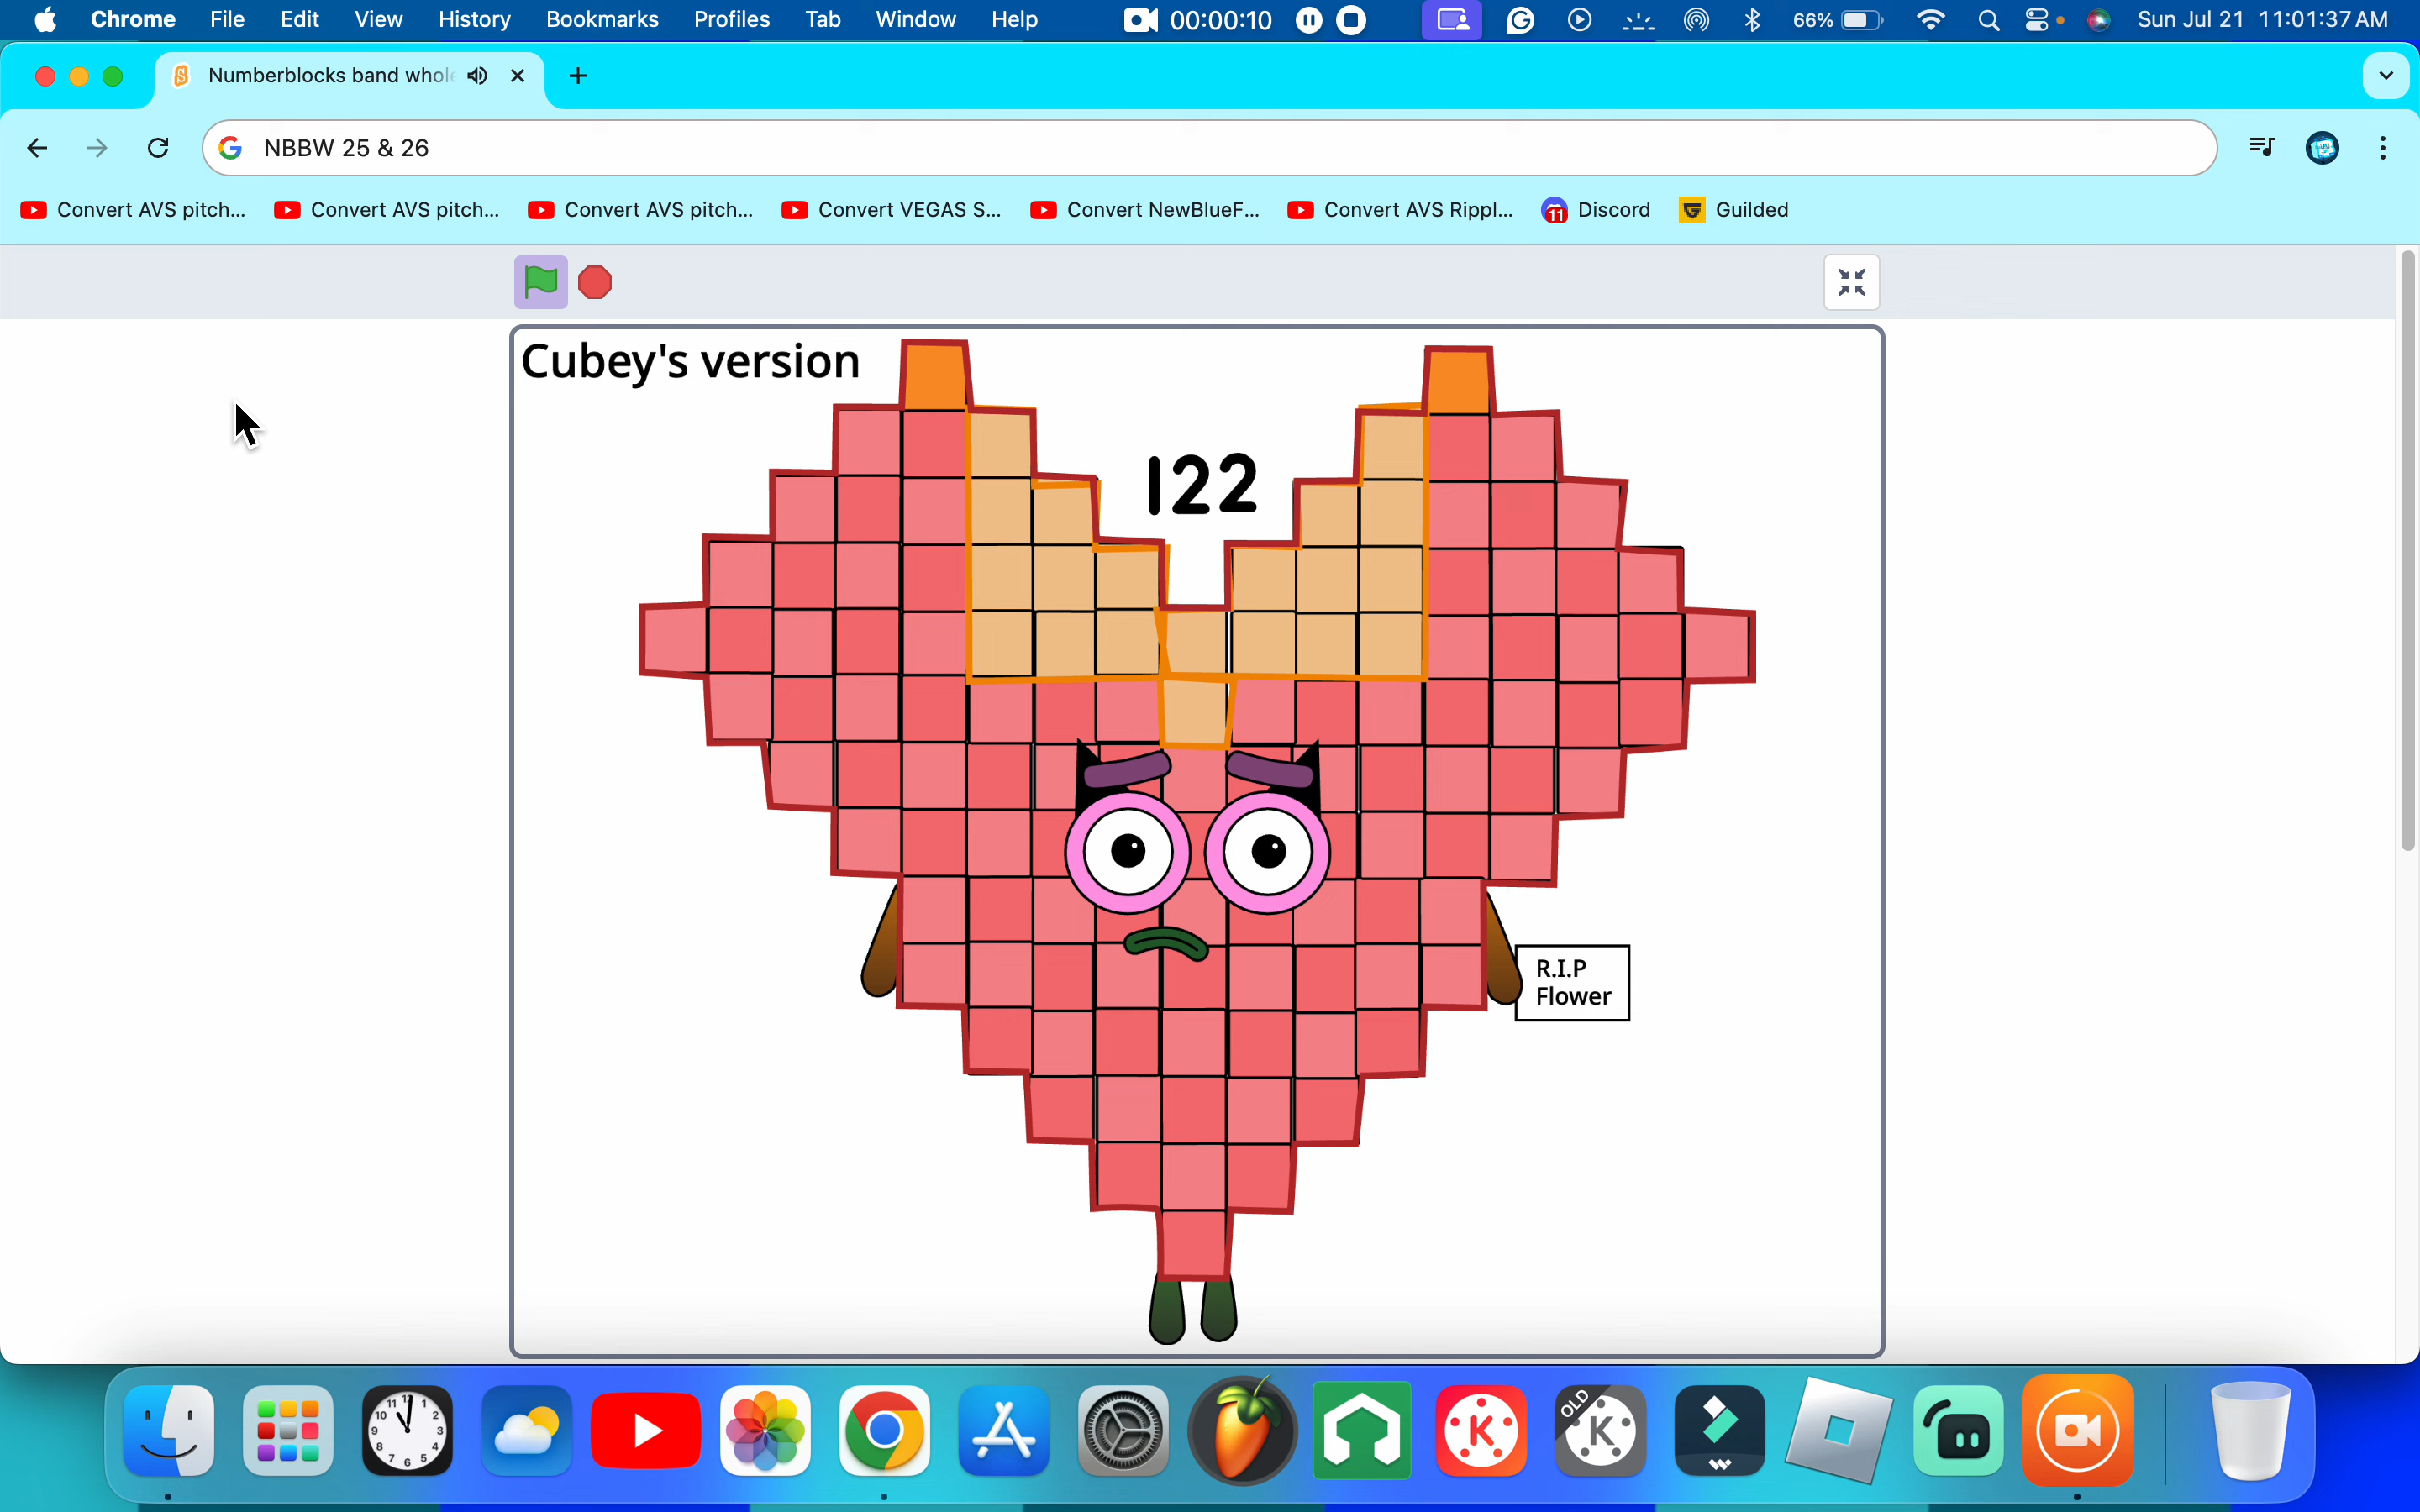 Chrome File Edit View History Bookmarks Profiles Tab Window Help 00:00:10 66% Sun Jul 21 11:01:37 AM
Numberblocks band whol
NBBW 25 & 26
Convert AVS pitch... Convert AVS pitch... Convert AVS pitch... Convert VEGAS S... Convert NewBlueF... Convert AVS Rippl... 11 Discord Guilded
Cubey's version
122
R.I.P
Flower
OLD